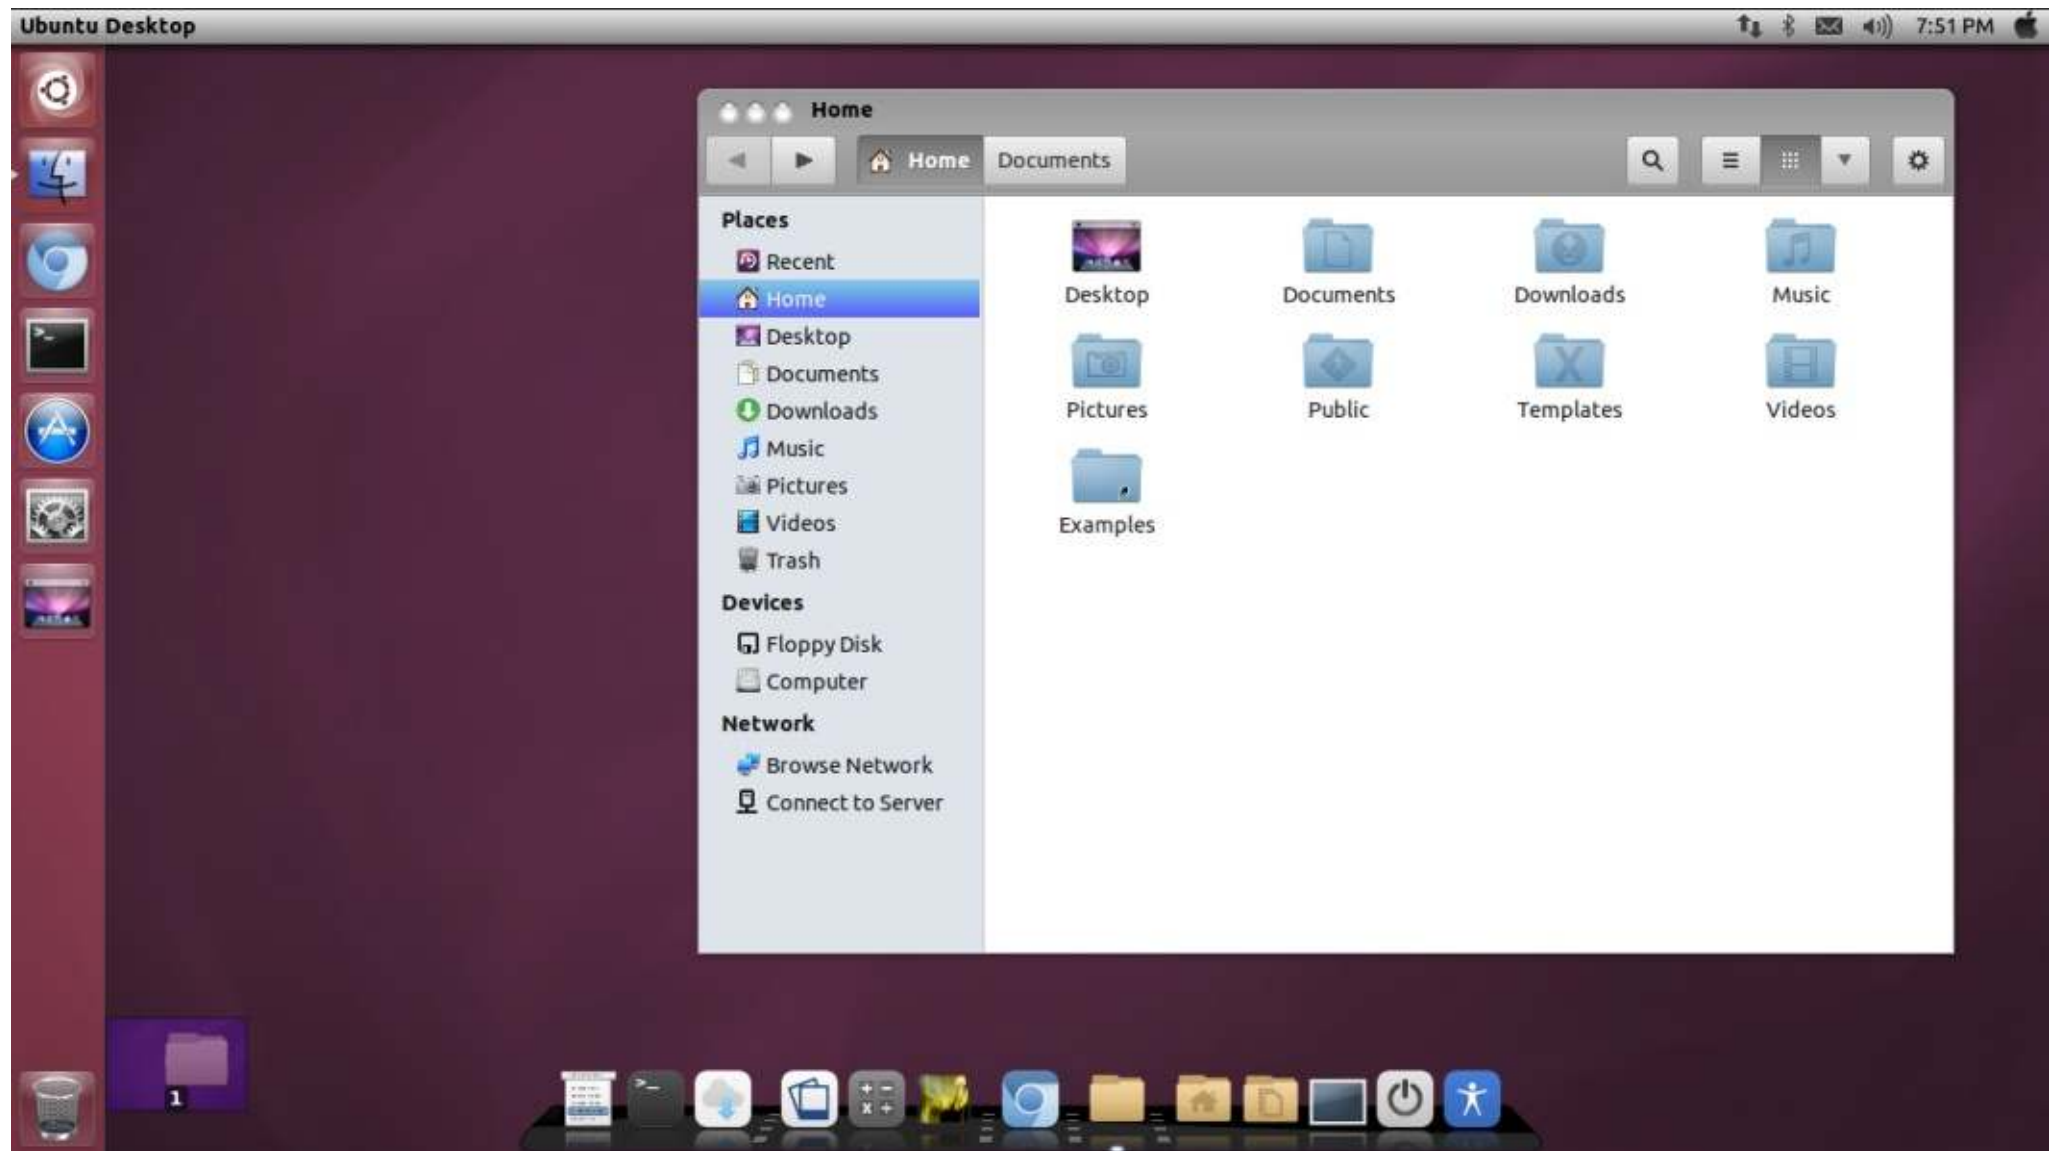 Ubuntu Desktop
7:51 PM
Home
Home
Documents
Places
Recent
Home
Desktop
Documents
Downloads
Music
Pictures
Videos
Trash
Devices
Floppy Disk
Computer
Network
Browse Network
Connect to Server
Desktop
Documents
Downloads
Music
Pictures
Public
Templates
Videos
Examples
1